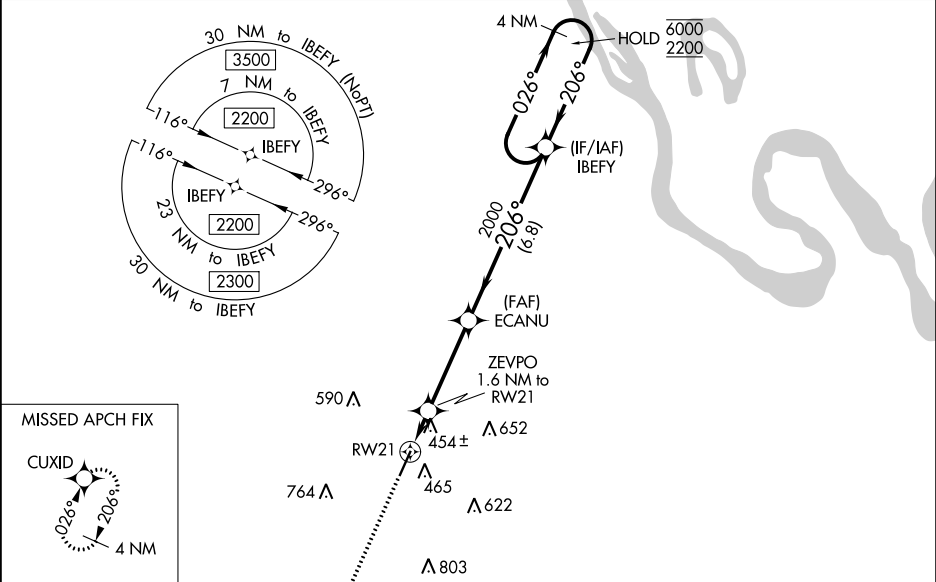 30 NM to IBEFY (NoPT)
3500
7 NM to IBEFY
2200
116°
IBEFY
296°
116°
IBEFY
296°
2200
23 NM to IBEFY
2300
30 NM to IBEFY
4 NM
HOLD
6000
2200
026°
206°
(IF/IAF)
IBEFY
2000
206°
(6.8)
(FAF)
ECANU
ZEVPO
1.6 NM to
RW21
590
454±
652
RW21
465
764
622
803
MISSED APCH FIX
CUXID
026°
206°
4 NM